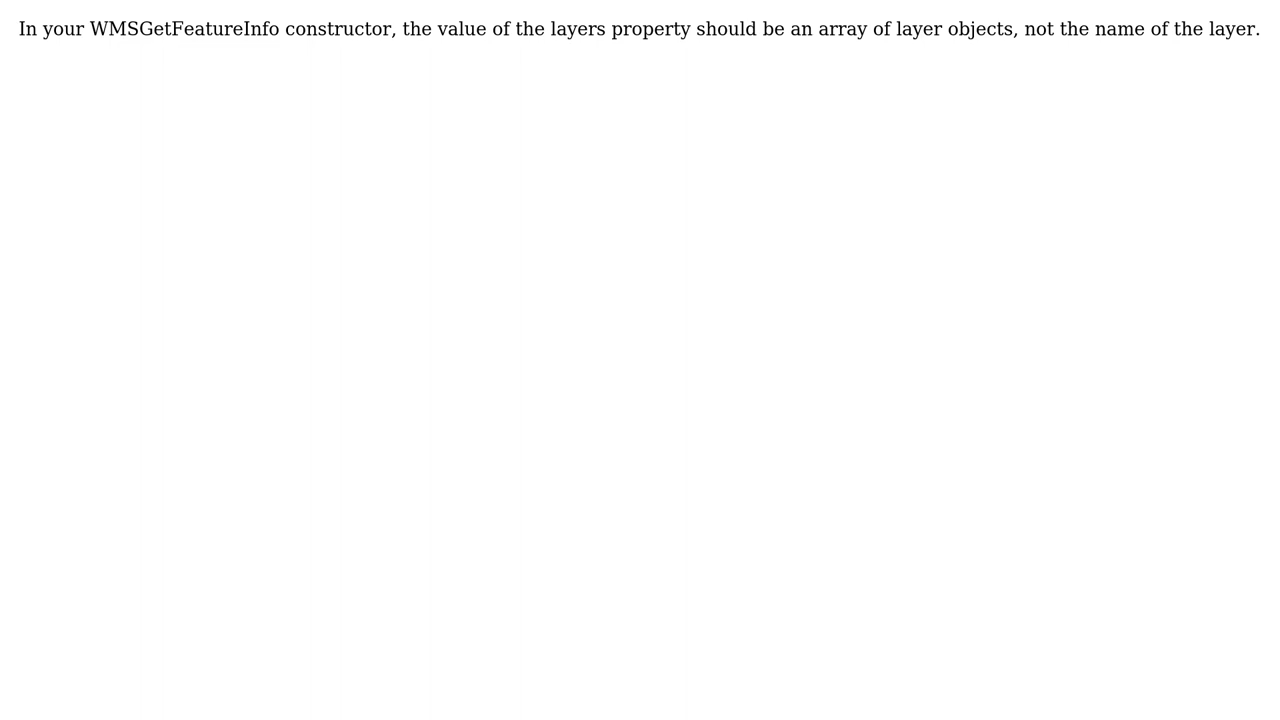 In your WMSGetFeatureInfo constructor, the value of the layers property should be an array of layer objects, not the name of the layer.